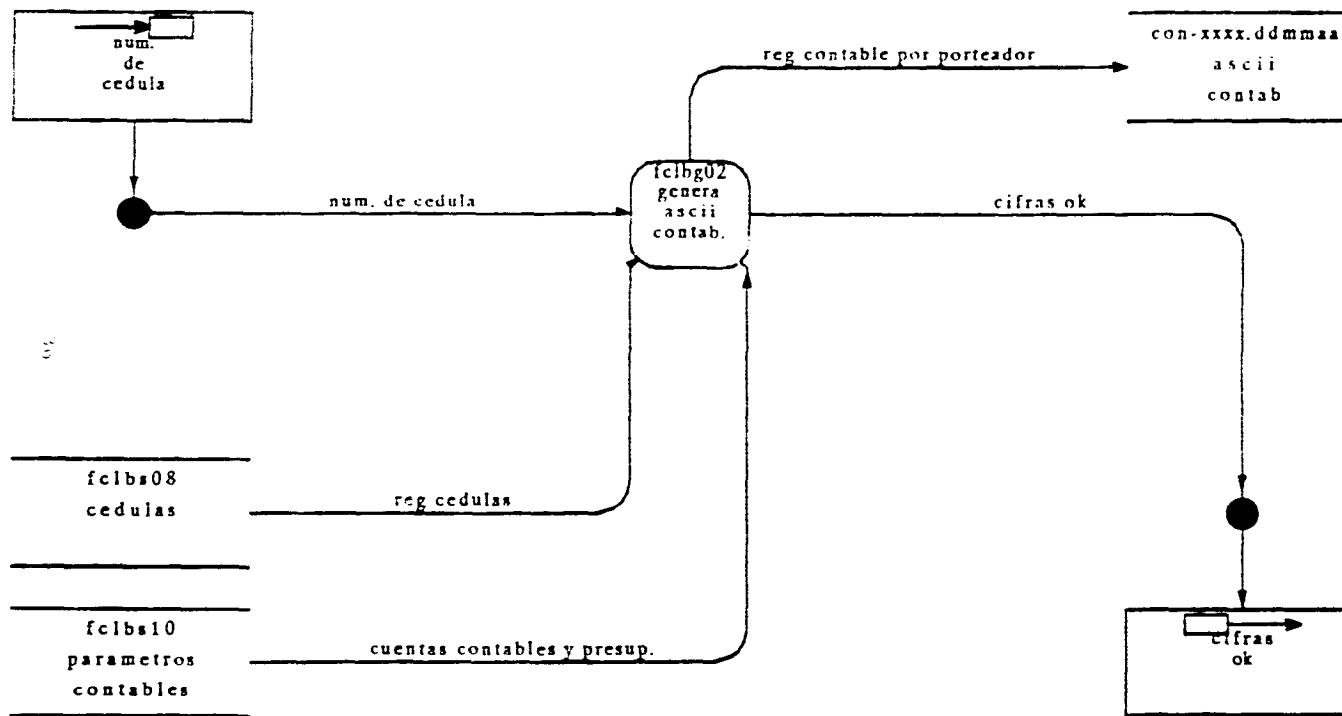 num.
de
cedula
reg contable por porteador
con-xxxx.ddmmaa
ascii
contab
fclbg02
genera
ascii
contab.
num. de cedula
cifras ok
fclbs08
cedulas
reg cedulas
fclbs10
parametros
contables
cuentas contables y presup.
cifras
ok